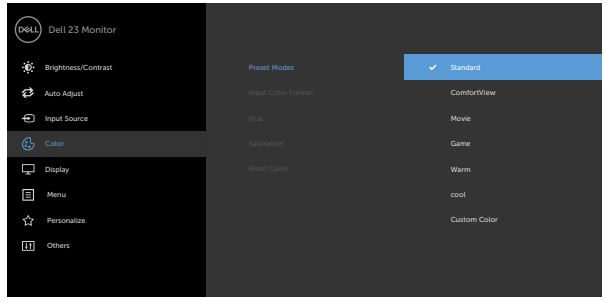 DELL Dell 23 Monitor
Brightness/Contrast
Auto Adjust
Input Source
Color
Display
Menu
Personalize
Others
Preset Modes
Input Color Format
Hue
Saturation
Reset Color
Standard
ComfortView
Movie
Game
Warm
cool
Custom Color